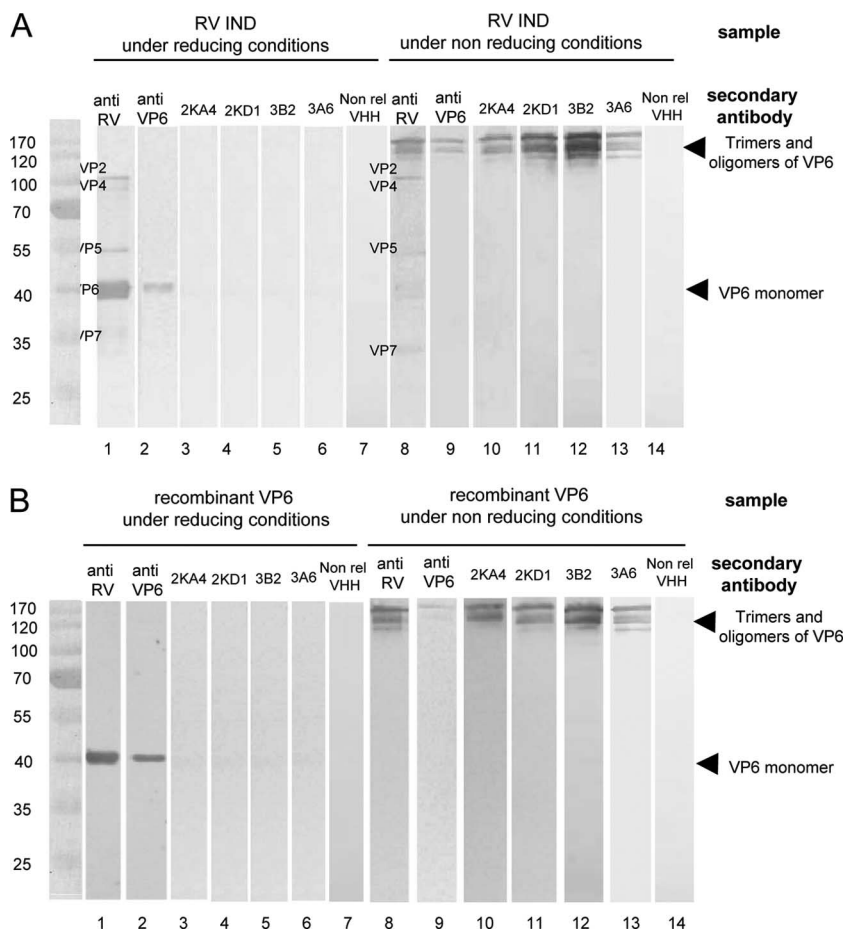 A
RV IND
under reducing conditions
RV IND
under non reducing conditions
sample
anti RV
anti VP6
2KA4
2KD1
3B2
3A6
Non rel VHH
anti RV
anti VP6
2KA4
2KD1
3B2
3A6
Non rel VHH
secondary antibody
170
120
100
70
55
40
35
25
VP2
VP4
VP5
VP6
VP7
VP2
VP4
VP5
VP7
Trimers and
oligomers of VP6
VP6 monomer
1 2 3 4 5 6 7 8 9 10 11 12 13 14
B
recombinant VP6
under reducing conditions
recombinant VP6
under non reducing conditions
sample
anti RV
anti VP6
2KA4
2KD1
3B2
3A6
Non rel VHH
anti RV
anti VP6
2KA4
2KD1
3B2
3A6
Non rel VHH
secondary antibody
170
120
100
70
55
40
35
25
Trimers and
oligomers of VP6
VP6 monomer
1 2 3 4 5 6 7 8 9 10 11 12 13 14